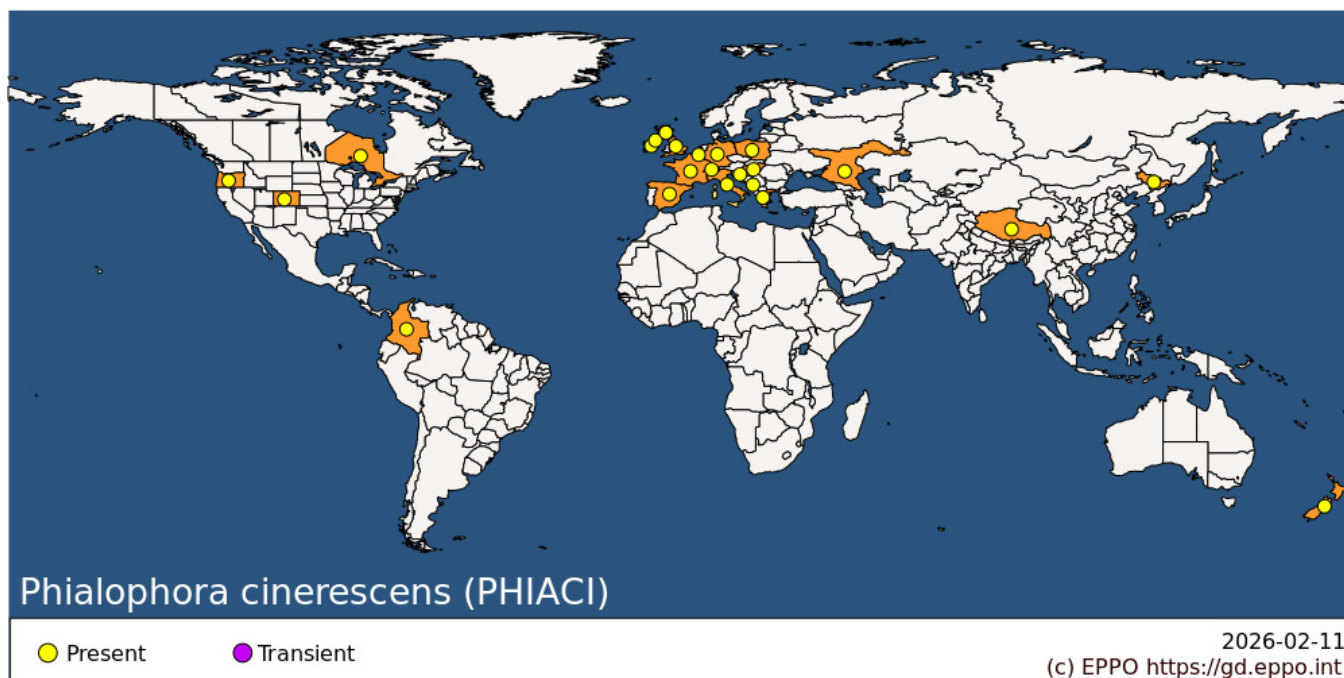 Phialophora cinerescens (PHIACI)
Present
Transient
2026-02-11
(c) EPPO https://gd.eppo.int